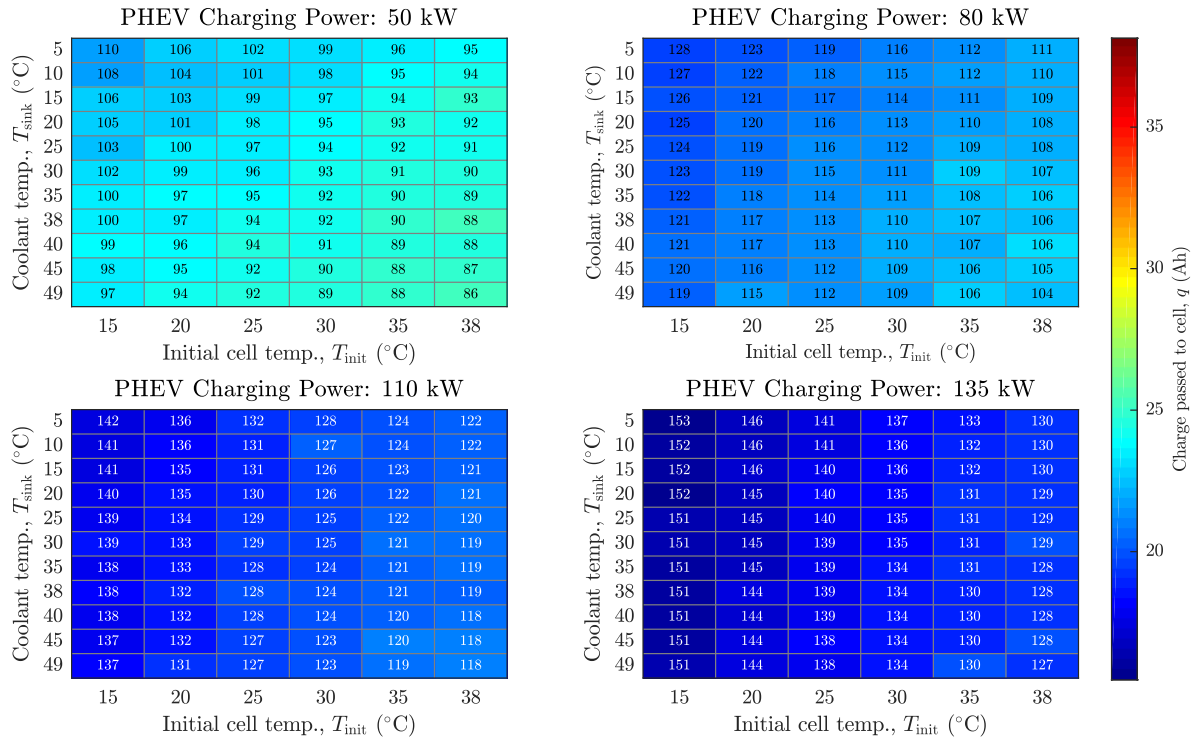 PHEV Charging Power: 50 kW
Coolant temp., T_sink (°C)
5 110 106 102 99 96 95
10 108 104 101 98 95 94
15 106 103 99 97 94 93
20 105 101 98 95 93 92
25 103 100 97 94 92 91
30 102 99 96 93 91 90
35 100 97 95 92 90 89
38 100 97 94 92 90 88
40 99 96 94 91 89 88
45 98 95 92 90 88 87
49 97 94 92 89 88 86
15 20 25 30 35 38
Initial cell temp., T_init (°C)
PHEV Charging Power: 80 kW
Coolant temp., T_sink (°C)
5 128 123 119 116 112 111
10 127 122 118 115 112 110
15 126 121 117 114 111 109
20 125 120 116 113 110 108
25 124 119 116 112 109 108
30 123 119 115 111 109 107
35 122 118 114 111 108 106
38 121 117 113 110 107 106
40 121 117 113 110 107 106
45 120 116 112 109 106 105
49 119 115 112 109 106 104
15 20 25 30 35 38
Initial cell temp., T_init (°C)
PHEV Charging Power: 110 kW
Coolant temp., T_sink (°C)
5 142 136 132 128 124 122
10 141 136 131 127 124 122
15 141 135 131 126 123 121
20 140 135 130 126 122 121
25 139 134 129 125 122 120
30 139 133 129 125 121 119
35 138 133 128 124 121 119
38 138 132 128 124 121 119
40 138 132 128 124 120 118
45 137 132 127 123 120 118
49 137 131 127 123 119 118
15 20 25 30 35 38
Initial cell temp., T_init (°C)
PHEV Charging Power: 135 kW
Coolant temp., T_sink (°C)
5 153 146 141 137 133 130
10 152 146 141 136 132 130
15 152 146 140 136 132 130
20 152 145 140 135 131 129
25 151 145 140 135 131 129
30 151 145 139 135 131 129
35 151 145 139 134 131 128
38 151 144 139 134 130 128
40 151 144 139 134 130 128
45 151 144 138 134 130 128
49 151 144 138 134 130 127
15 20 25 30 35 38
Initial cell temp., T_init (°C)
35
30
25
20
Charge passed to cell, q (Ah)